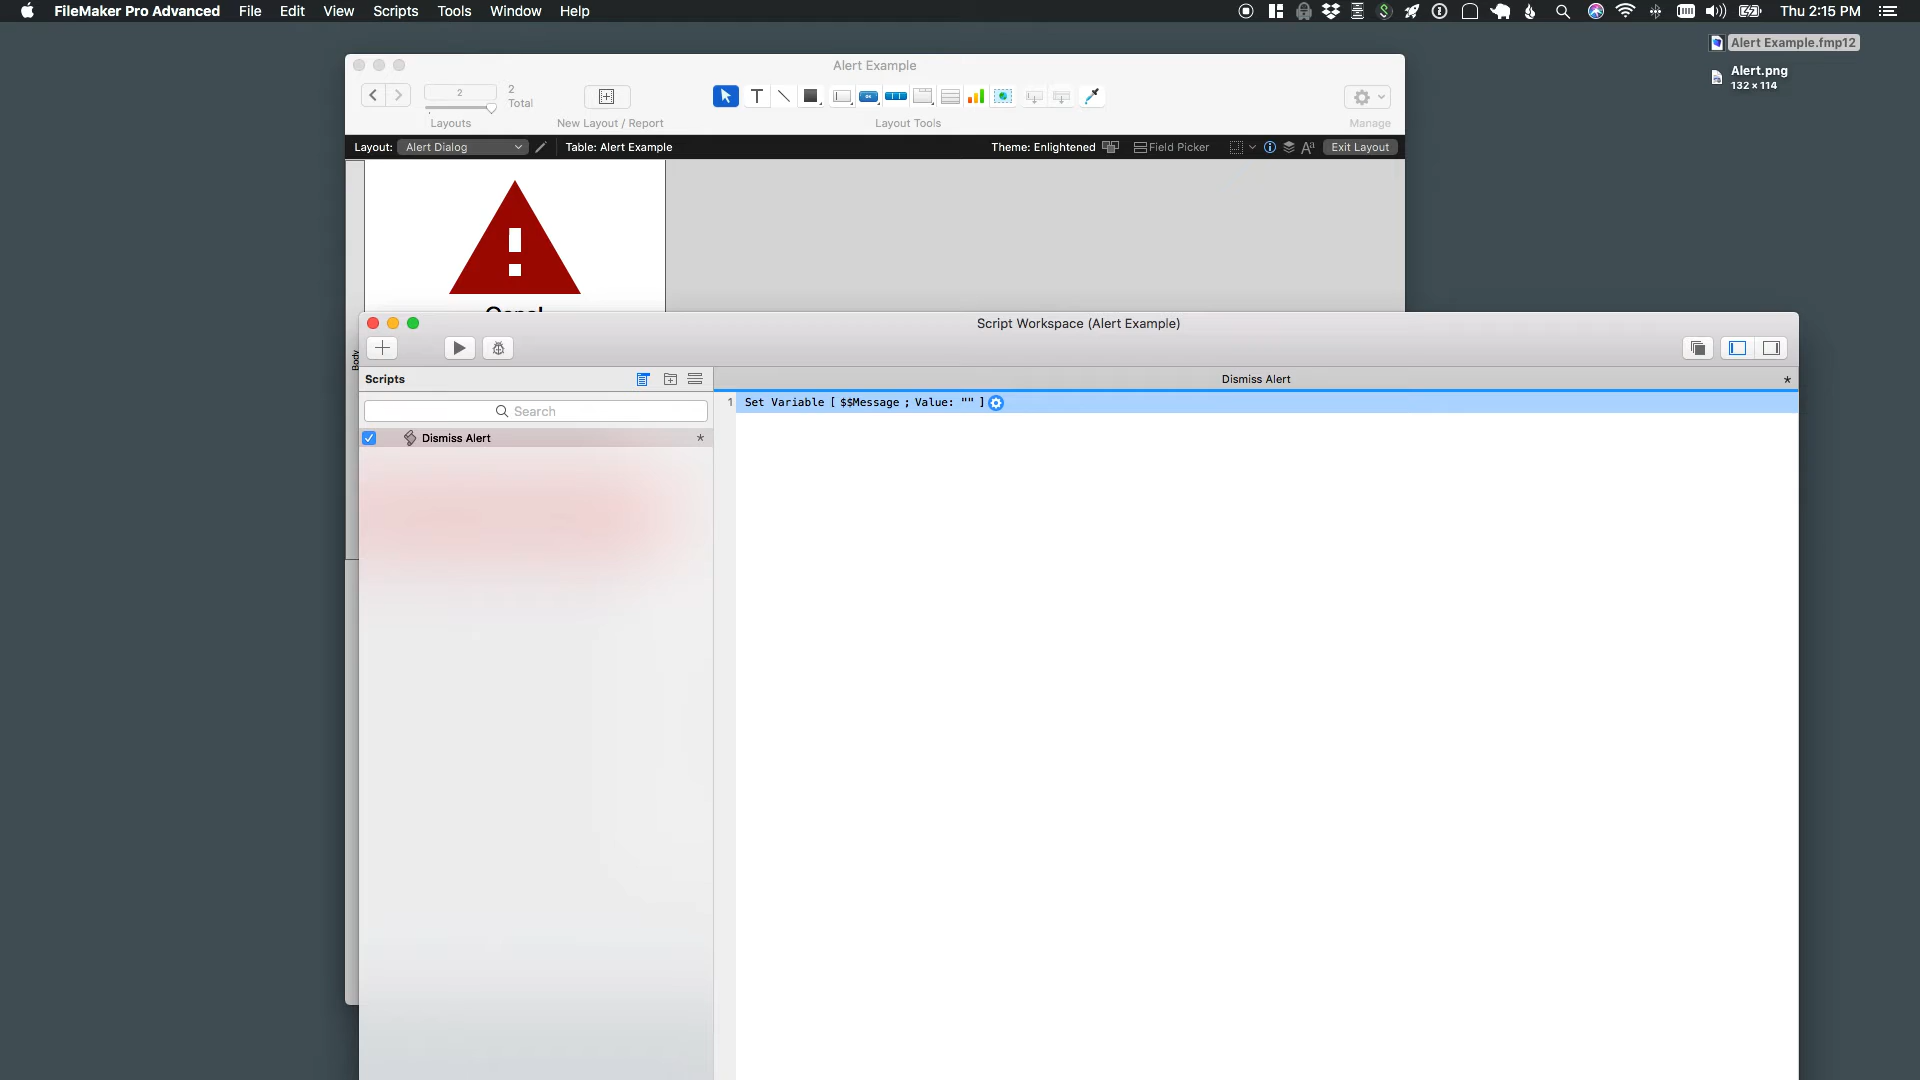 FileMaker Pro Advanced File Edit View Scripts Tools Window Help Thu 2:15 PM
Alert Example.fmp12
Alert.png
132 × 114
Alert Example
2
2
Total
Layouts
New Layout / Report
Layout Tools
Manage
Layout: Alert Dialog Table: Alert Example Theme: Enlightened Field Picker Exit Layout
Body
Script Workspace (Alert Example)
Scripts
Dismiss Alert *
Search
Dismiss Alert *
1 Set Variable [ $$Message ; Value: "" ]